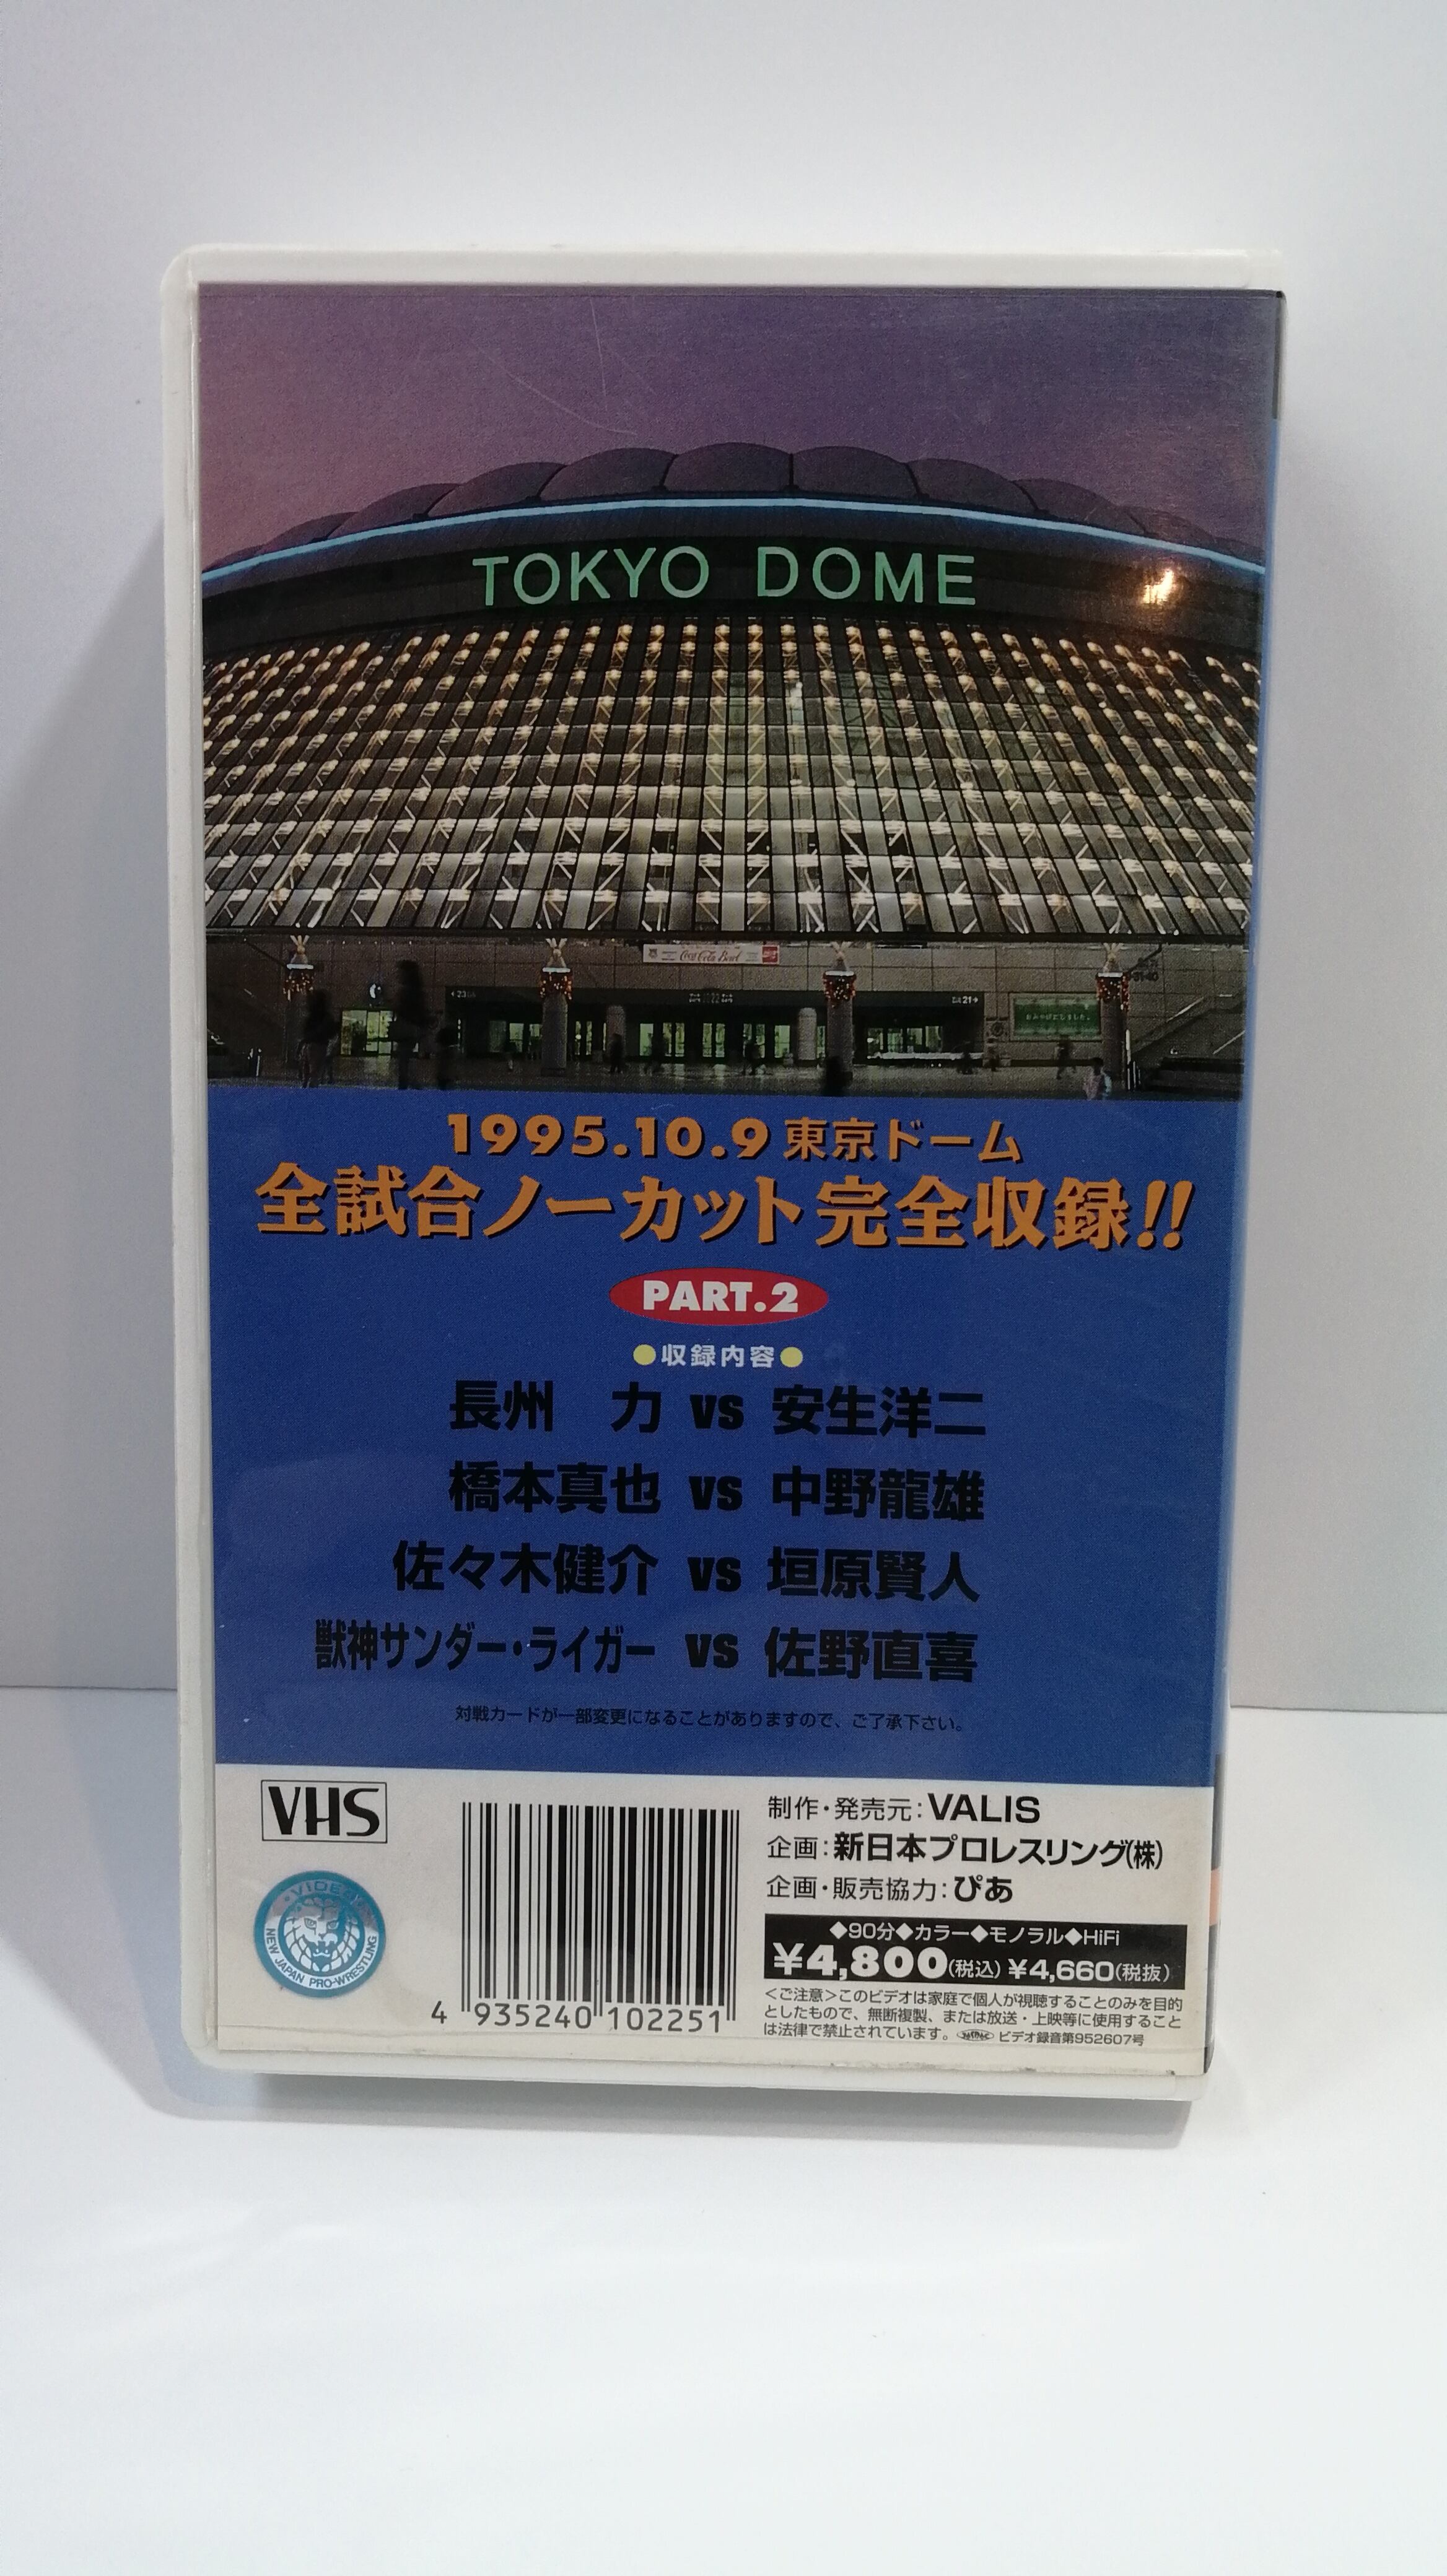 TOKYO DOME
Coca-Cola Bowl
21
1995.10.9 東京ドーム
全試合ノーカット完全収録!!
PART.2
●収録内容●
長州 力 vs 安生洋二
橋本真也 vs 中野龍雄
佐々木健介 vs 垣原賢人
獣神サンダー・ライガー vs 佐野直喜
対戦カードが一部変更になることがありますので、ご了承下さい。
VHS
VIDEO
NEW JAPAN PRO-WRESTLING
4 935240 102251
制作・発売元:VALIS
企画:新日本プロレスリング(株)
企画・販売協力:ぴあ
◆90分◆カラー◆モノラル◆HiFi
¥4,800(税込) ¥4,660(税抜)
<ご注意>このビデオは家庭で個人が視聴することのみを目的
としたもので、無断複製、または放送・上映等に使用すること
は法律で禁止されています。 ビデオ録音第952607号